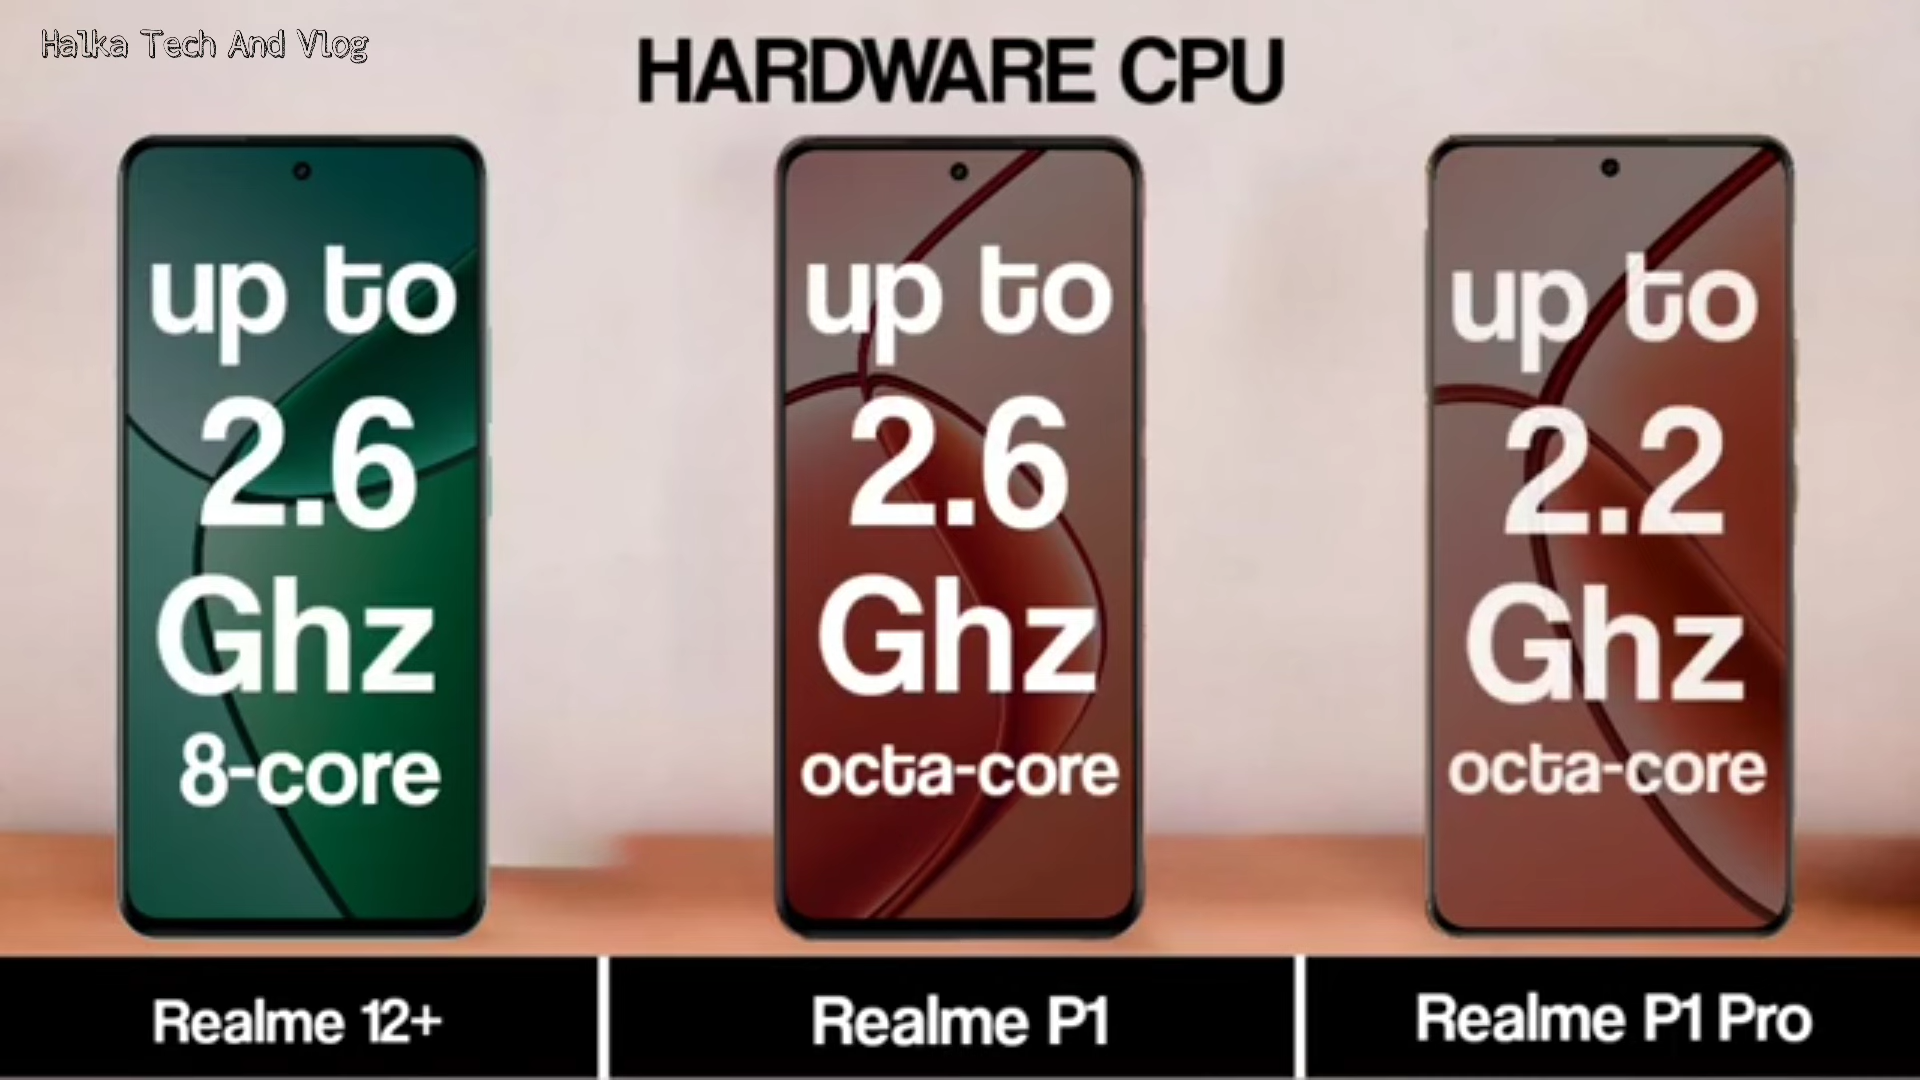 Halka Tech And Vlog
HARDWARE CPU
up to
2.6
Ghz
8-core
up to
2.6
Ghz
octa-core
up to
2.2
Ghz
octa-core
Realme 12+
Realme P1
Realme P1 Pro